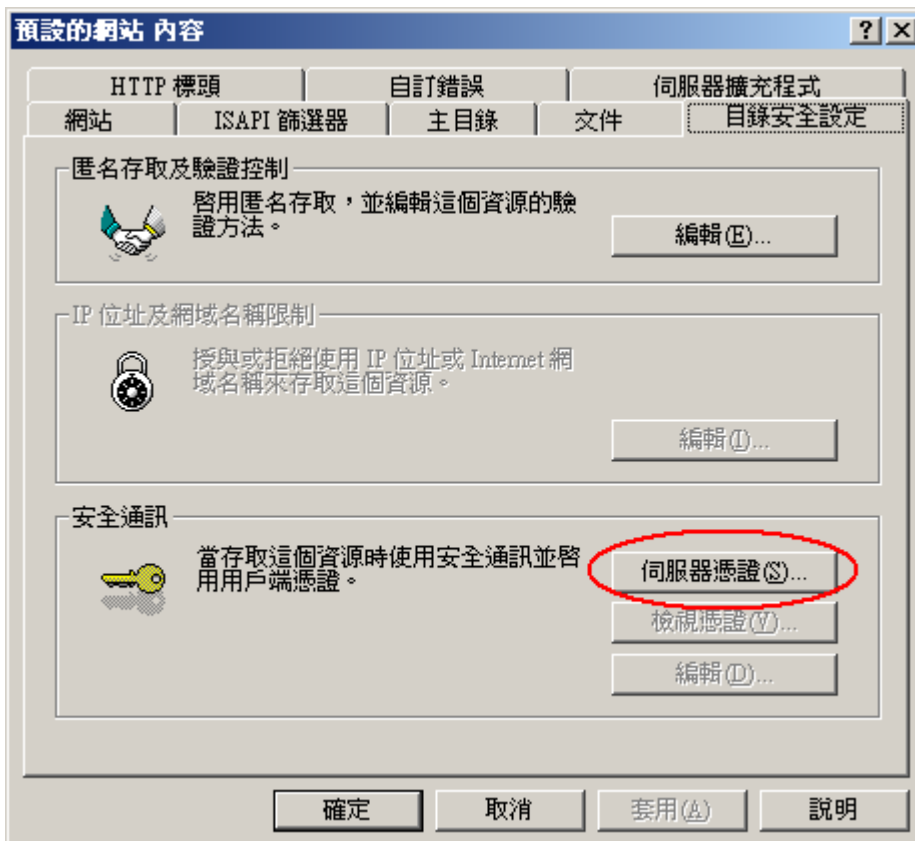 預設的網站 內容
HTTP 標頭
自訂錯誤
伺服器擴充程式
網站
ISAPI 篩選器
主目錄
文件
目錄安全設定
匿名存取及驗證控制
啓用匿名存取,並編輯這個資源的驗
證方法。
編輯(E)...
IP 位址及網域名稱限制
授與或拒絕使用 IP 位址或 Internet 網
域名稱來存取這個資源。
編輯(I)...
安全通訊
當存取這個資源時使用安全通訊並啓
用用戶端憑證。
伺服器憑證(S)...
檢視憑證(V)...
編輯(D)...
確定
取消
套用(A)
說明